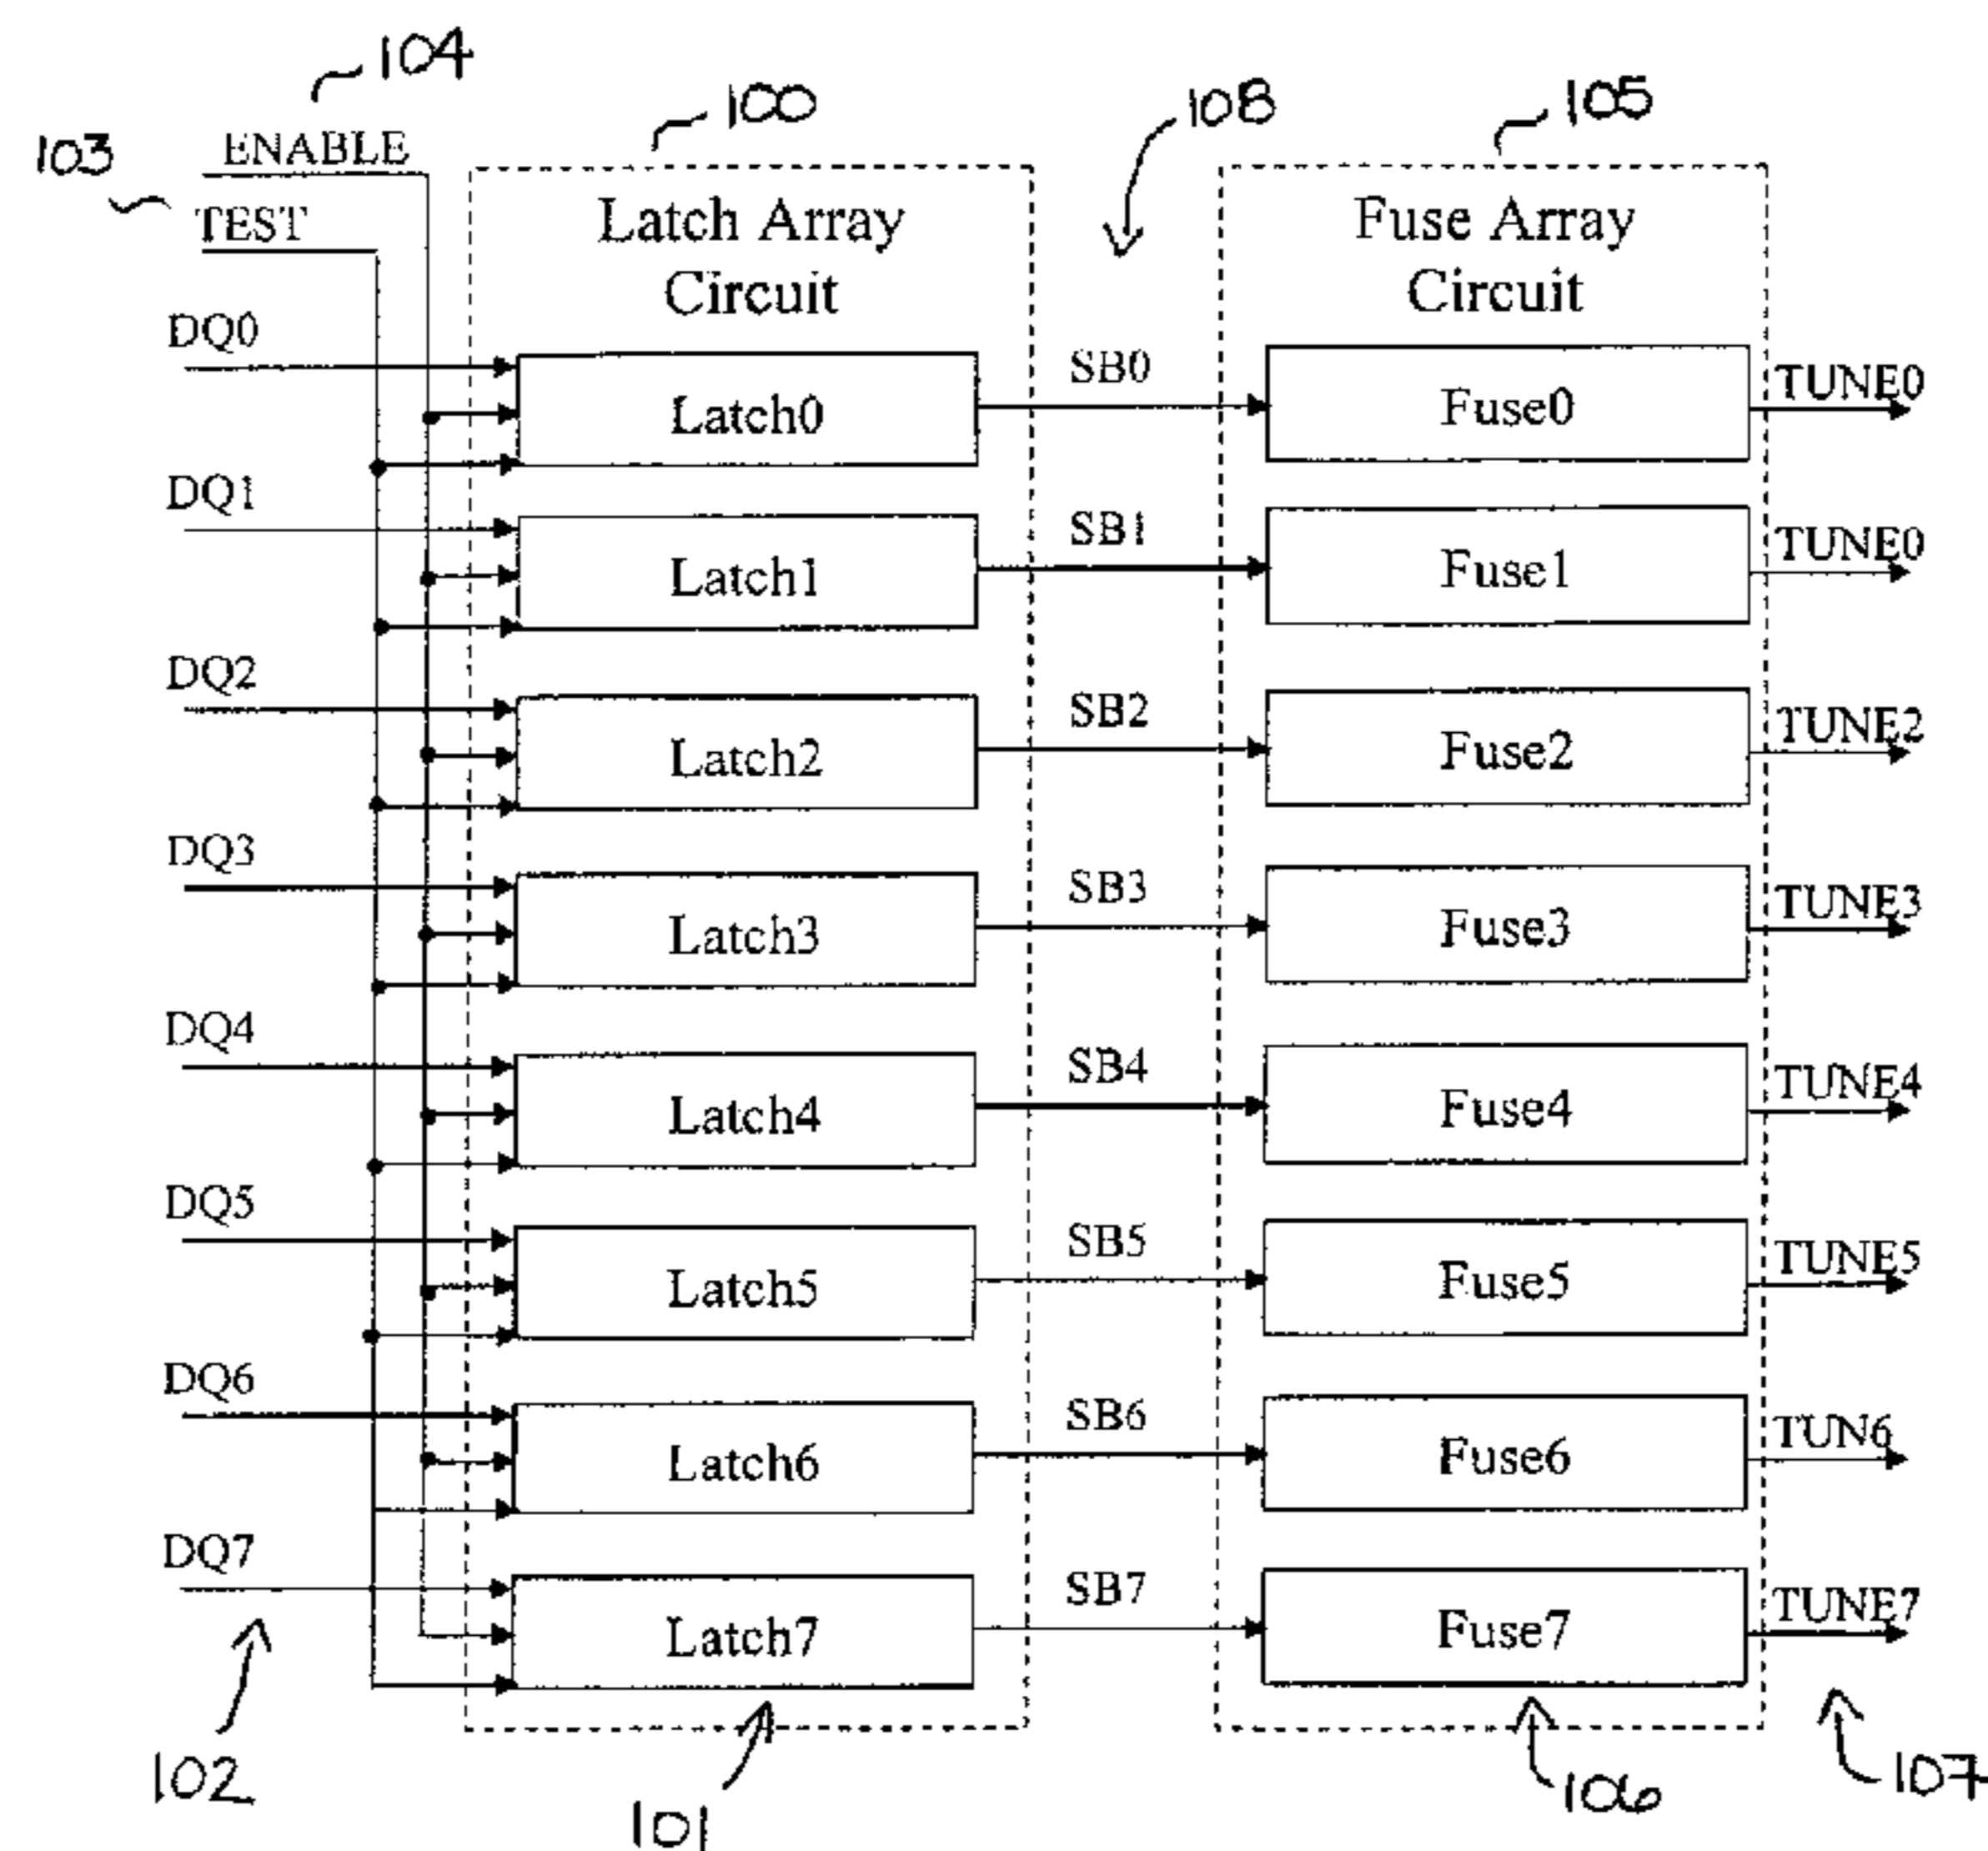 104
100
108
105
103
ENABLE
TEST
Latch Array
Circuit
Fuse Array
Circuit
DQ0
Latch0
SB0
Fuse0
TUNE0
DQ1
Latch1
SB1
Fuse1
TUNE0
DQ2
Latch2
SB2
Fuse2
TUNE2
DQ3
Latch3
SB3
Fuse3
TUNE3
DQ4
Latch4
SB4
Fuse4
TUNE4
DQ5
Latch5
SB5
Fuse5
TUNE5
DQ6
Latch6
SB6
Fuse6
TUN6
DQ7
Latch7
SB7
Fuse7
TUNE7
102
101
106
107